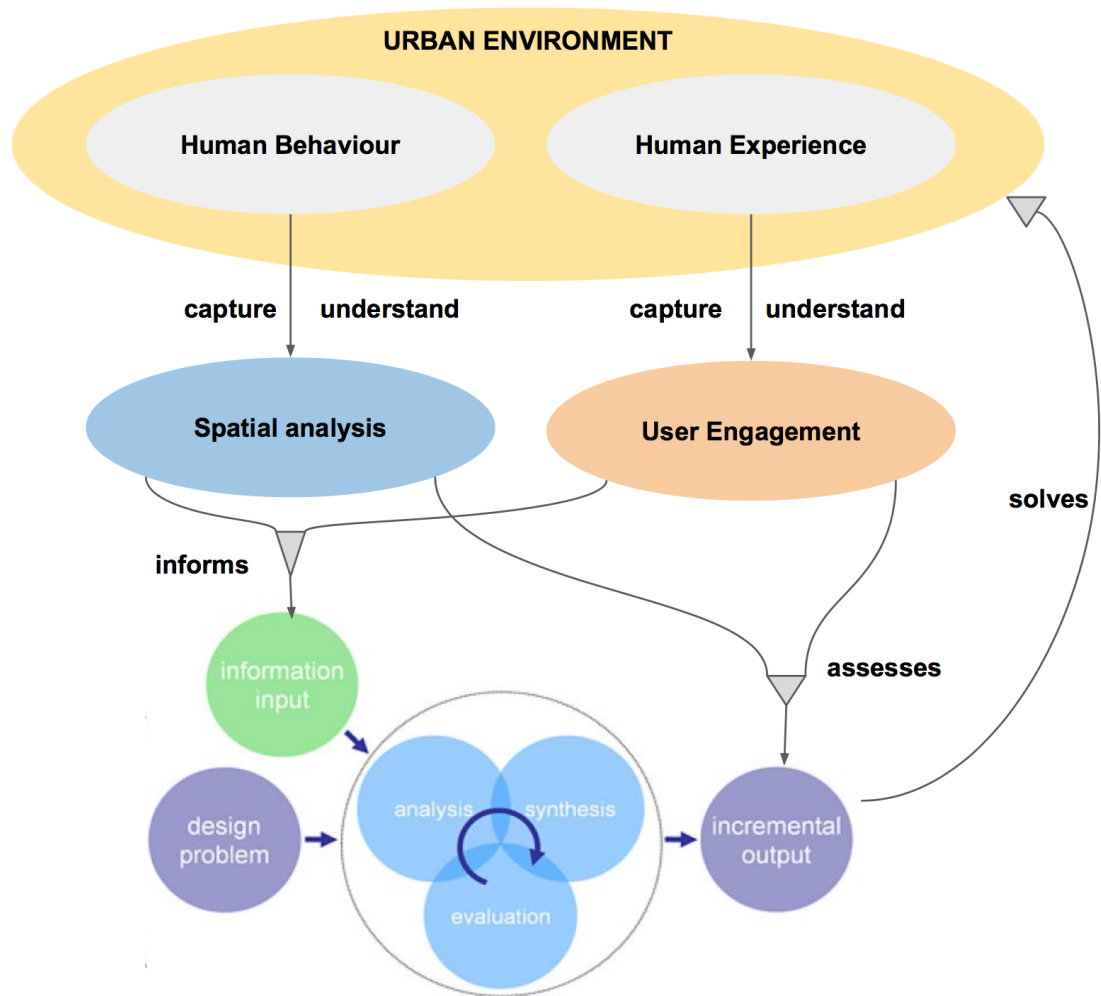 URBAN ENVIRONMENT
Human Behaviour
Human Experience
capture understand
capture understand
Spatial analysis
User Engagement
solves
informs
assesses
information
input
design
problem
analysis
synthesis
evaluation
incremental
output